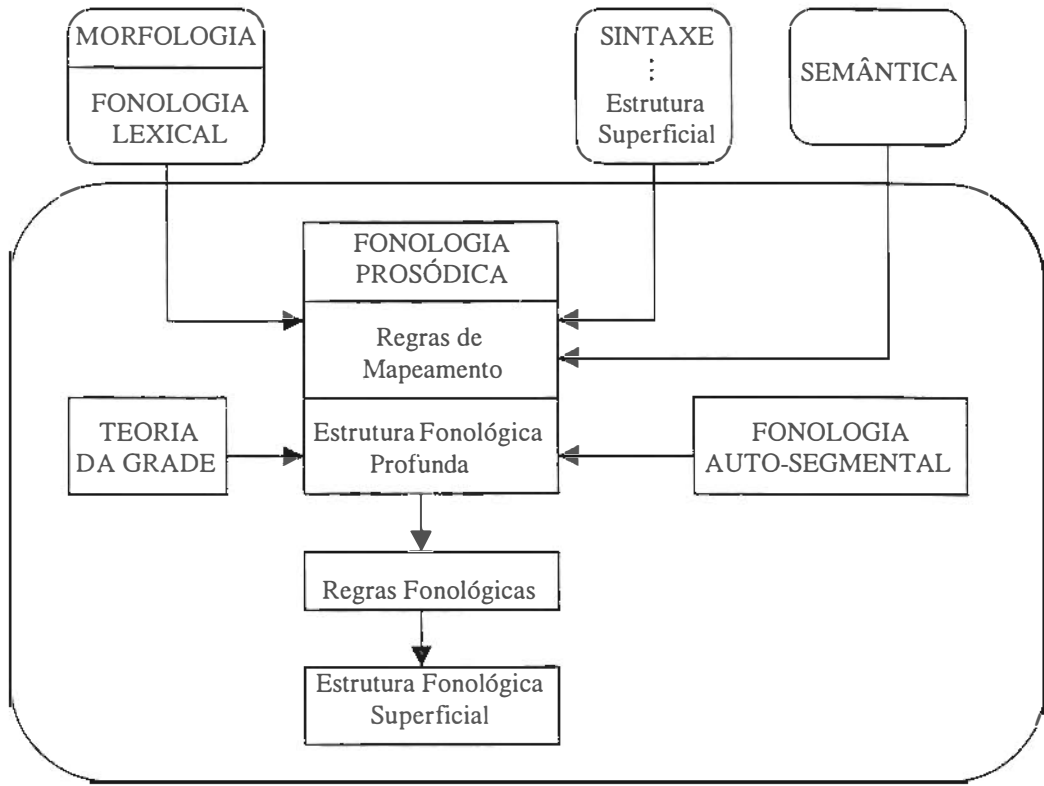 MORFOLOGIA
FONOLOGIA
LEXICAL
SINTAXE
⋮
Estrutura
Superficial
SEMÂNTICA
FONOLOGIA
PROSÓDICA
Regras de
Mapeamento
TEORIA
DA GRADE
Estrutura Fonológica
Profunda
FONOLOGIA
AUTO-SEGMENTAL
Regras Fonológicas
Estrutura Fonológica
Superficial